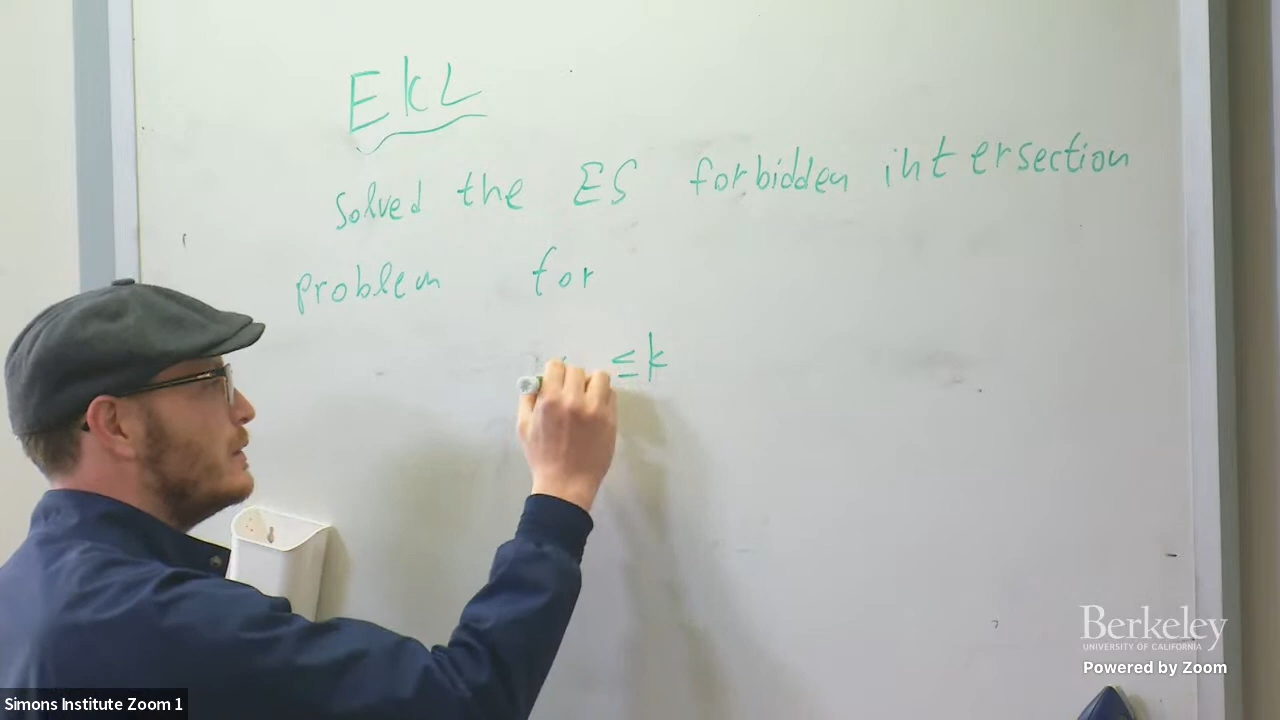 EKL
solved the ES forbidden intersection
problem for
≤k
Berkeley
UNIVERSITY OF CALIFORNIA
Powered by Zoom
Simons Institute Zoom 1